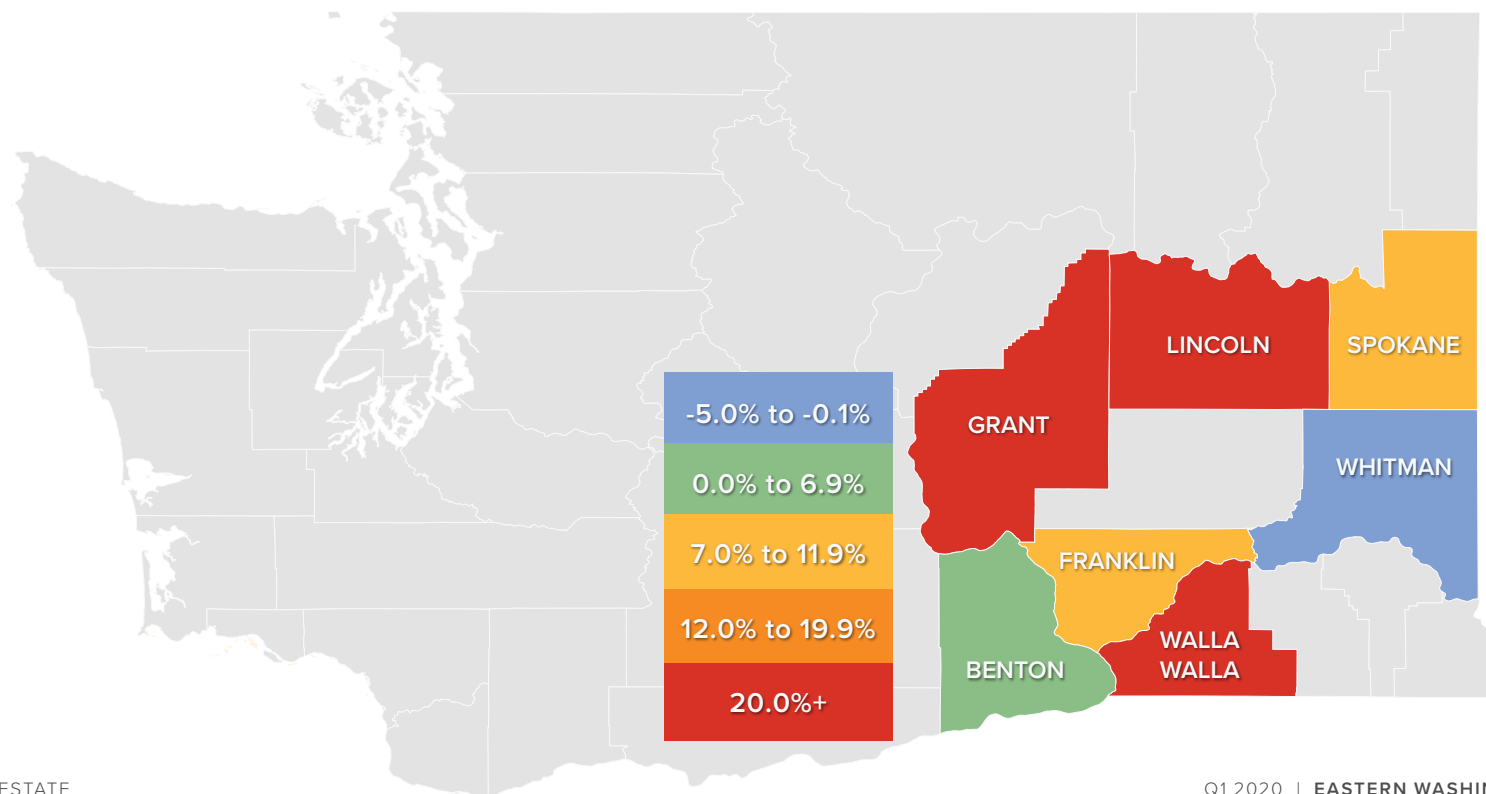 LINCOLN
SPOKANE
GRANT
WHITMAN
FRANKLIN
WALLA
WALLA
BENTON
-5.0% to -0.1%
0.0% to 6.9%
7.0% to 11.9%
12.0% to 19.9%
20.0%+
ESTATE
Q1 2020 | EASTERN WASHIN